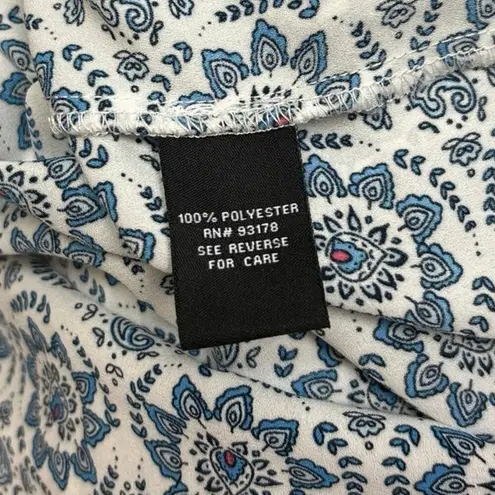 100% POLYESTER
RN# 93178
SEE REVERSE
FOR CARE